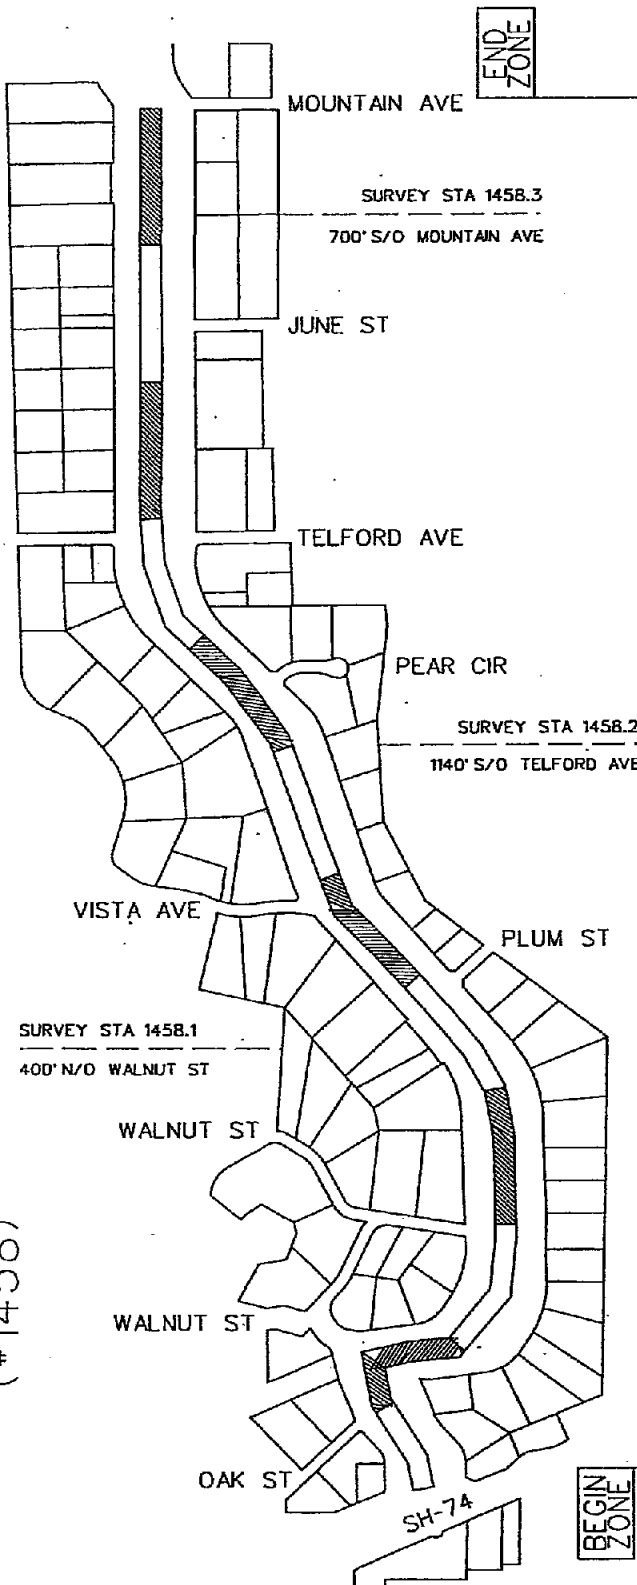 END
ZONE
MOUNTAIN AVE
SURVEY STA 1458.3
700' S/O MOUNTAIN AVE
JUNE ST
TELFORD AVE
PEAR CIR
SURVEY STA 1458.2
1140' S/O TELFORD AVE
VISTA AVE
PLUM ST
SURVEY STA 1458.1
400' N/O WALNUT ST
WALNUT ST
(#1458)
WALNUT ST
OAK ST
SH-74
BEGIN
ZONE